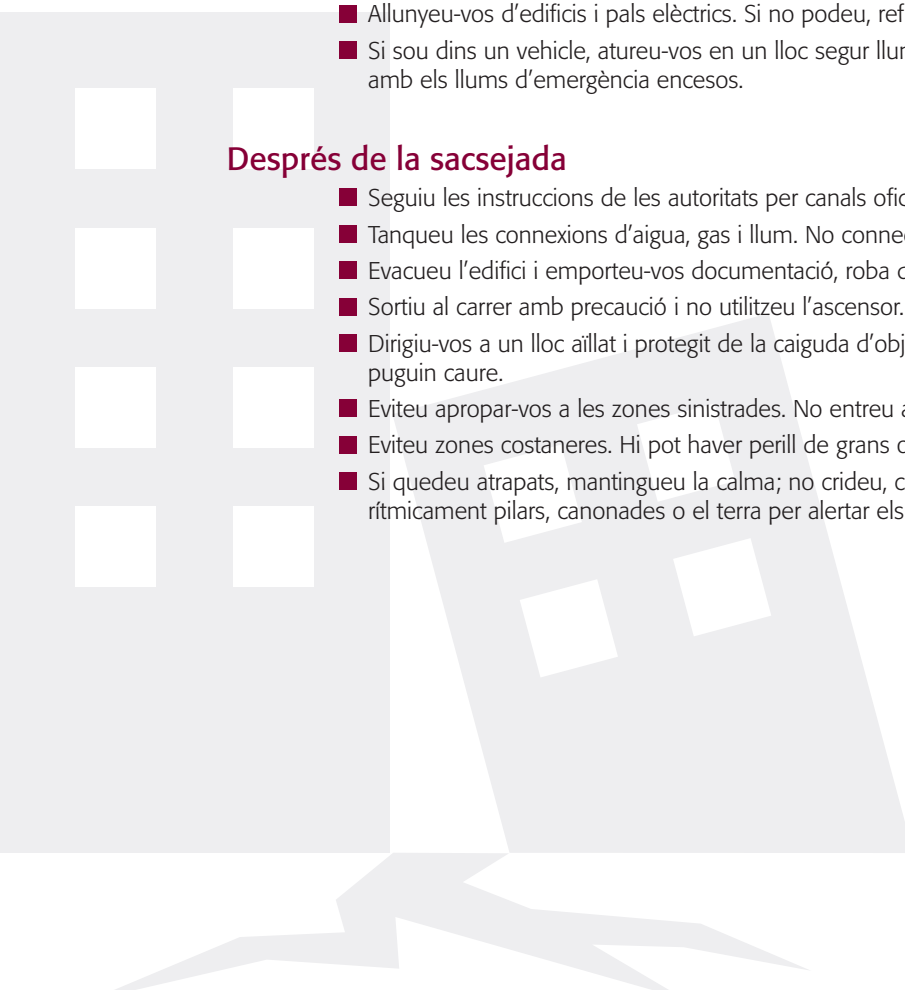 Allunyeu-vos d'edificis i pals elèctrics. Si no podeu,
Si sou dins un vehicle, atureu-vos en un lloc segur
amb els llums d'emergència encesos.
Després de la sacsejada
Seguiu les instruccions de les autoritats per canals
Tanqueu les connexions d'aigua, gas i llum. No
Evacueu l'edifici i emporteu-vos documentació, roba
Sortiu al carrer amb precaució i no utilitzeu l'ascensor.
Dirigiu-vos a un lloc aïllat i protegit de la caiguda
puguin caure.
Eviteu apropar-vos a les zones sinistrades. No entreu
Eviteu zones costaneres. Hi pot haver perill de grans
Si quedeu atrapats, mantingueu la calma; no crideu,
rítmicament pilars, canonades o el terra per alertar els